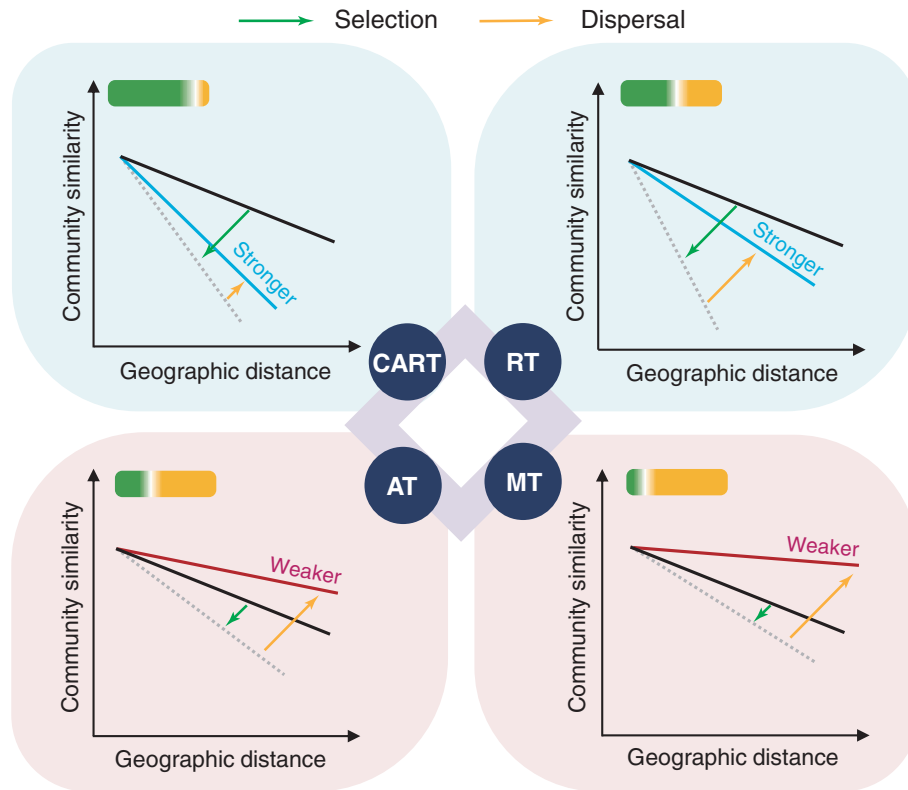 Selection Dispersal
Community similarity
Stronger
Geographic distance
Community similarity
Stronger
Geographic distance
CART RT
AT MT
Community similarity
Weaker
Geographic distance
Community similarity
Weaker
Geographic distance